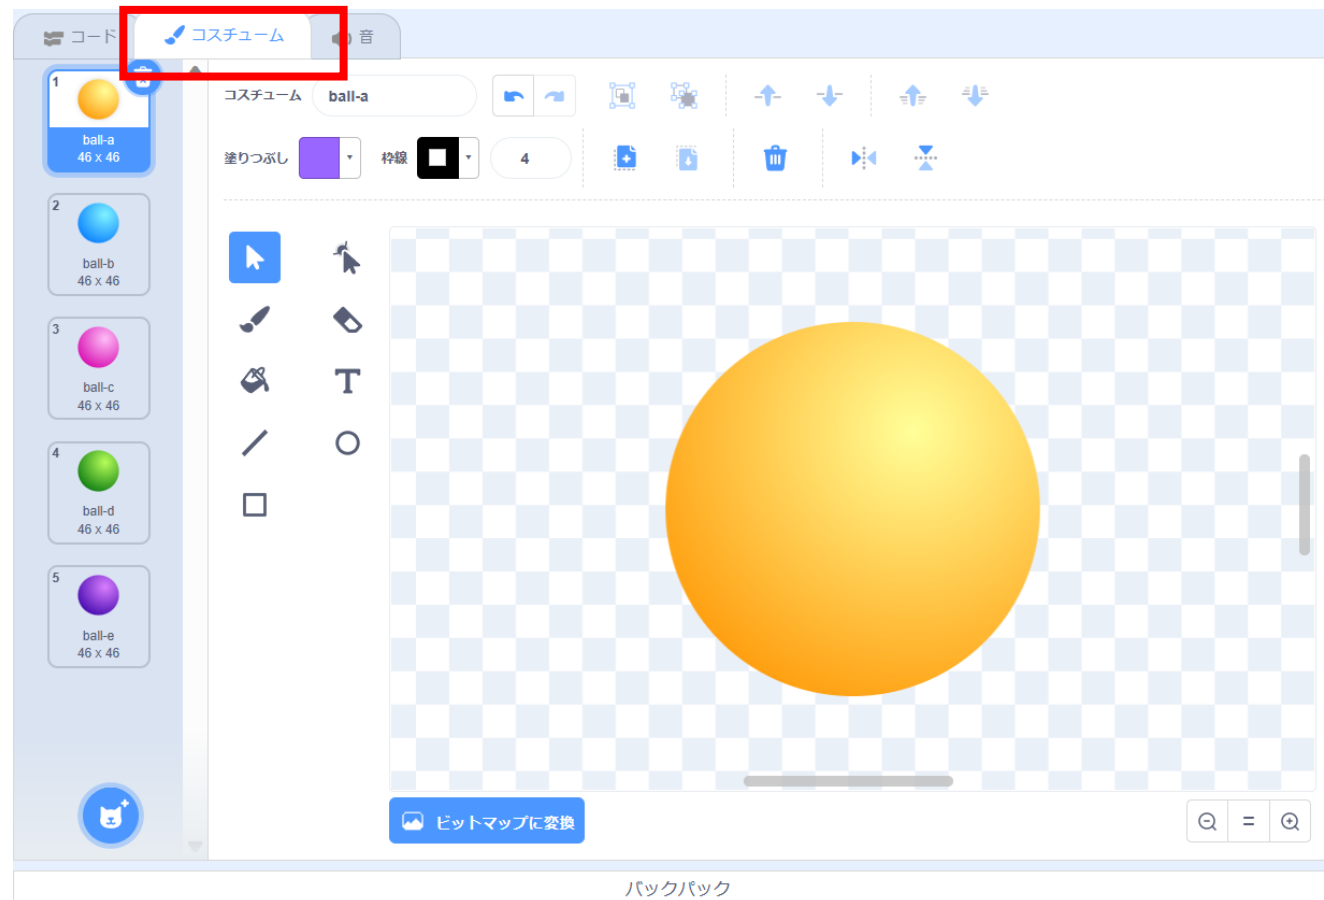 コード
コスチューム
音
コスチューム
ball-a
塗りつぶし
枠線
4
1
ball-a
46 x 46
2
ball-b
46 x 46
3
ball-c
46 x 46
4
ball-d
46 x 46
5
ball-e
46 x 46
T
ビットマップに変換
=
バックパック